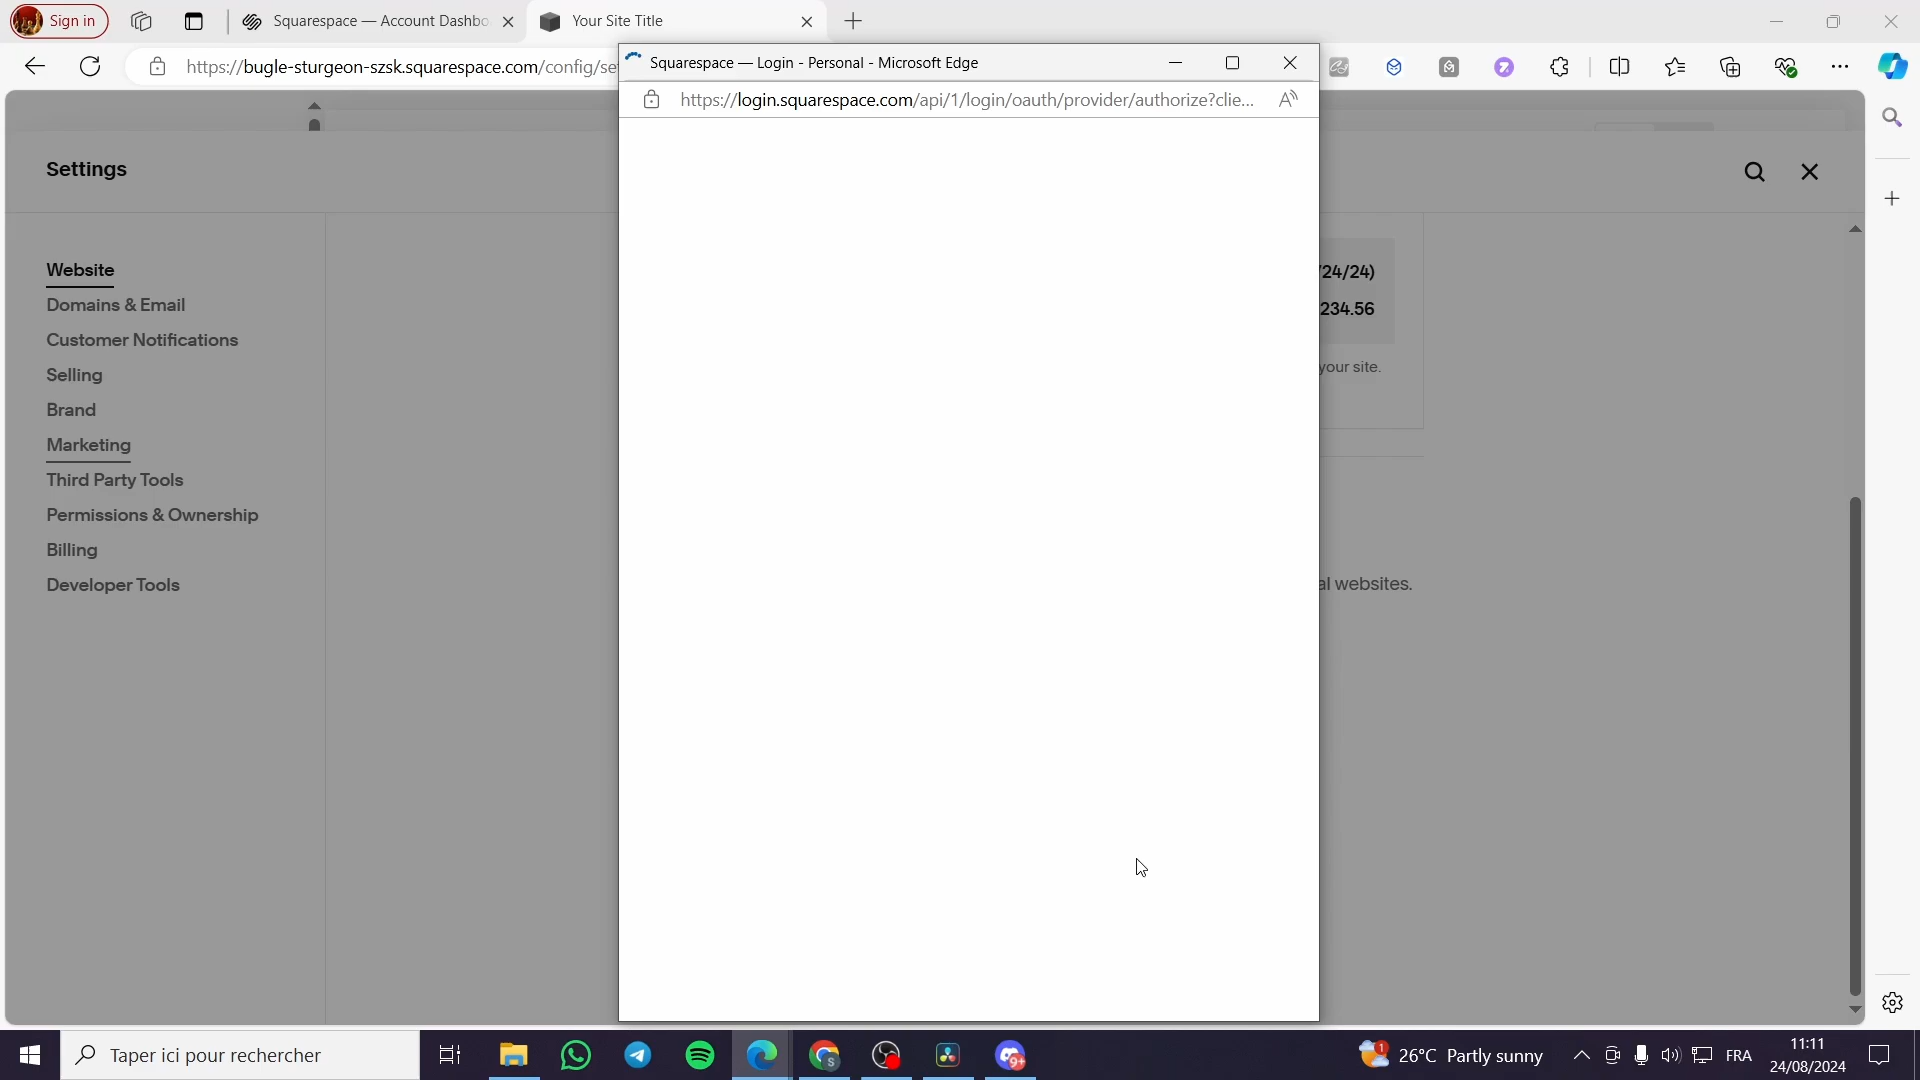 Sign in
Squarespace — Account Dashbo
Your Site Title
https://bugle-sturgeon-szsk.squarespace.com/config/se
Squarespace — Login - Personal - Microsoft Edge
https://login.squarespace.com/api/1/login/oauth/provider/authorize?clie...
Settings
Website
Domains & Email
Customer Notifications
Selling
Brand
Marketing
Third Party Tools
Permissions & Ownership
Billing
Developer Tools
/24/24)
234.56
your site.
al websites.
Taper ici pour rechercher
9+
1
26°C Partly sunny
FRA
11:11
24/08/2024